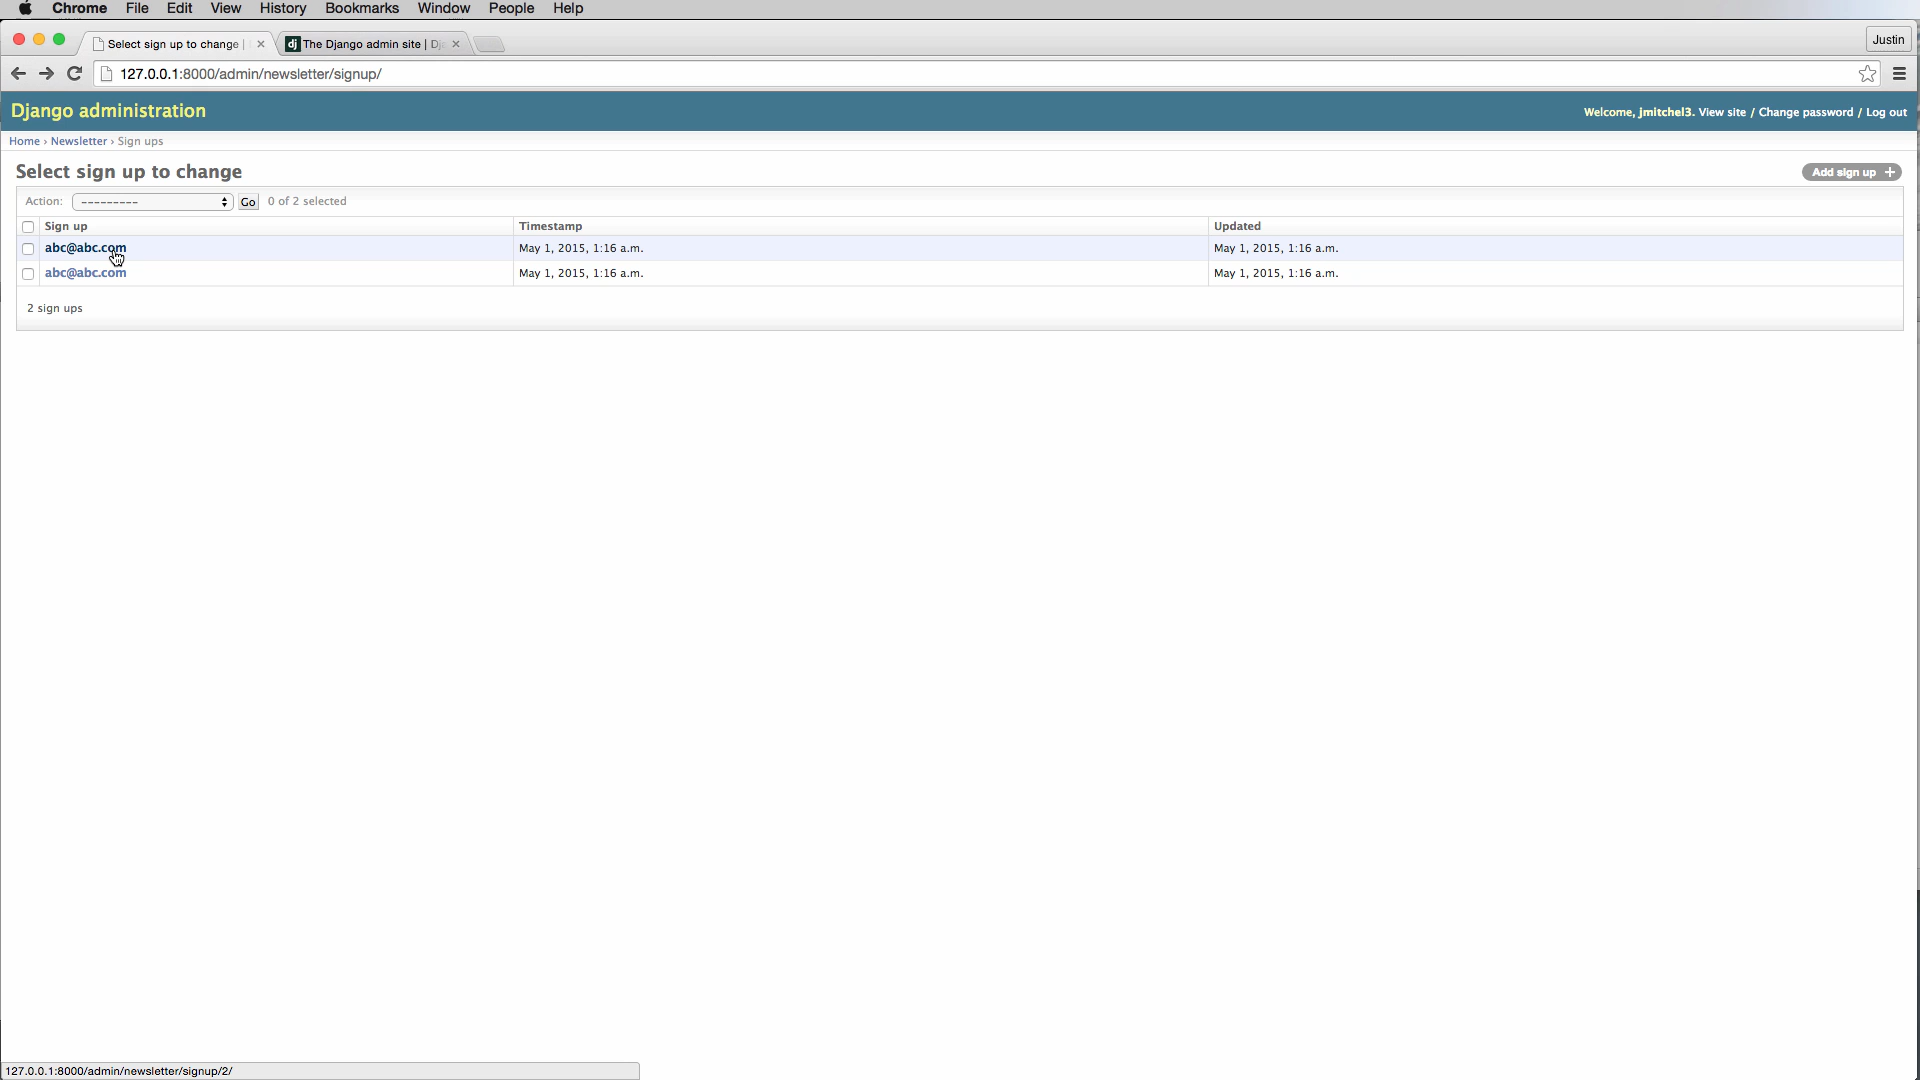 Chrome File Edit View History Bookmarks Window People Help
Select sign up to change | The Django admin site | Justin
127.0.0.1:8000/admin/newsletter/signup/
Django administration Welcome, jmitchel3. View site / Change password / Log out
Home › Newsletter › Sign ups
Select sign up to change Add sign up +
Action: --------- Go 0 of 2 selected
Sign up Timestamp Updated
abc@abc.com May 1, 2015, 1:16 a.m. May 1, 2015, 1:16 a.m.
abc@abc.com May 1, 2015, 1:16 a.m. May 1, 2015, 1:16 a.m.
2 sign ups
127.0.0.1:8000/admin/newsletter/signup/2/